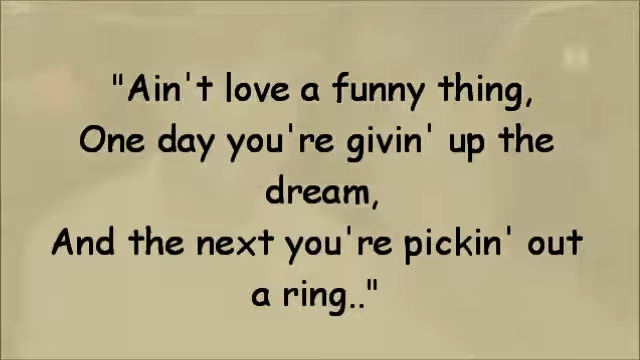 "Ain't love a funny thing,
One day you're givin' up the
dream,
And the next you're pickin' out
a ring.."